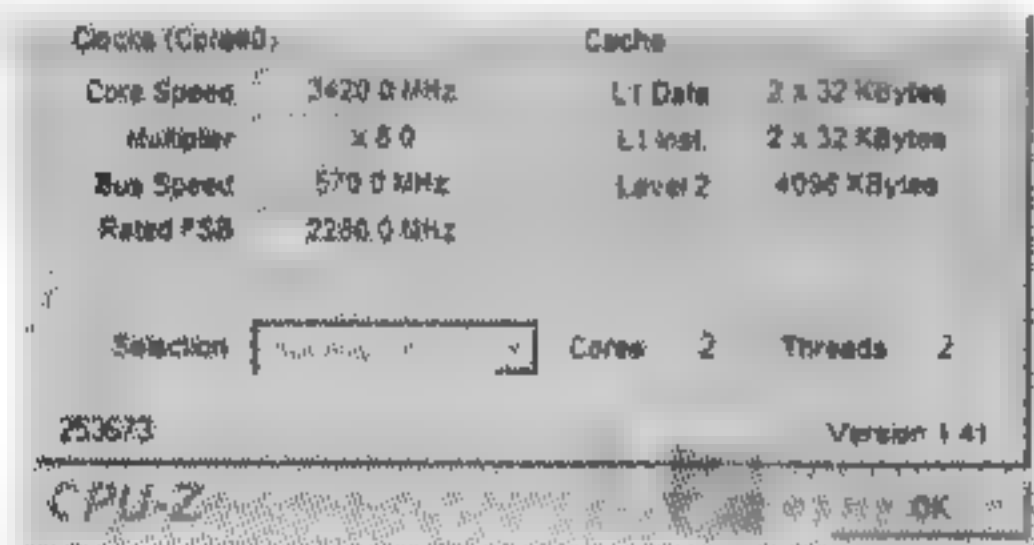 Clocks (Core#0) Cache
Core Speed 3420.0 MHz L1 Data 2 x 32 KBytes
Multiplier x 6.0 L1 Inst. 2 x 32 KBytes
Bus Speed 570.0 MHz Level 2 4096 KBytes
Rated FSB 2280.0 MHz
Selection Cores 2 Threads 2
253673 Version 1.41
CPU-Z OK